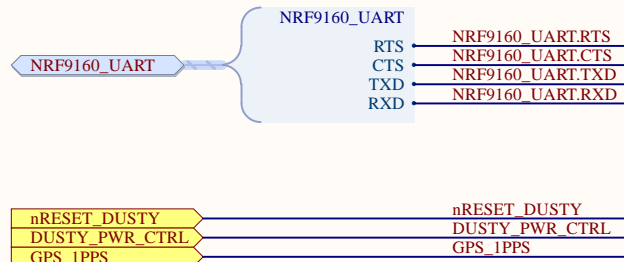 NRF9160_UART
RTS NRF9160_UART.RTS
NRF9160_UART CTS NRF9160_UART.CTS
TXD NRF9160_UART.TXD
RXD NRF9160_UART.RXD
nRESET_DUSTY nRESET_DUSTY
DUSTY_PWR_CTRL DUSTY_PWR_CTRL
GPS_1PPS GPS_1PPS